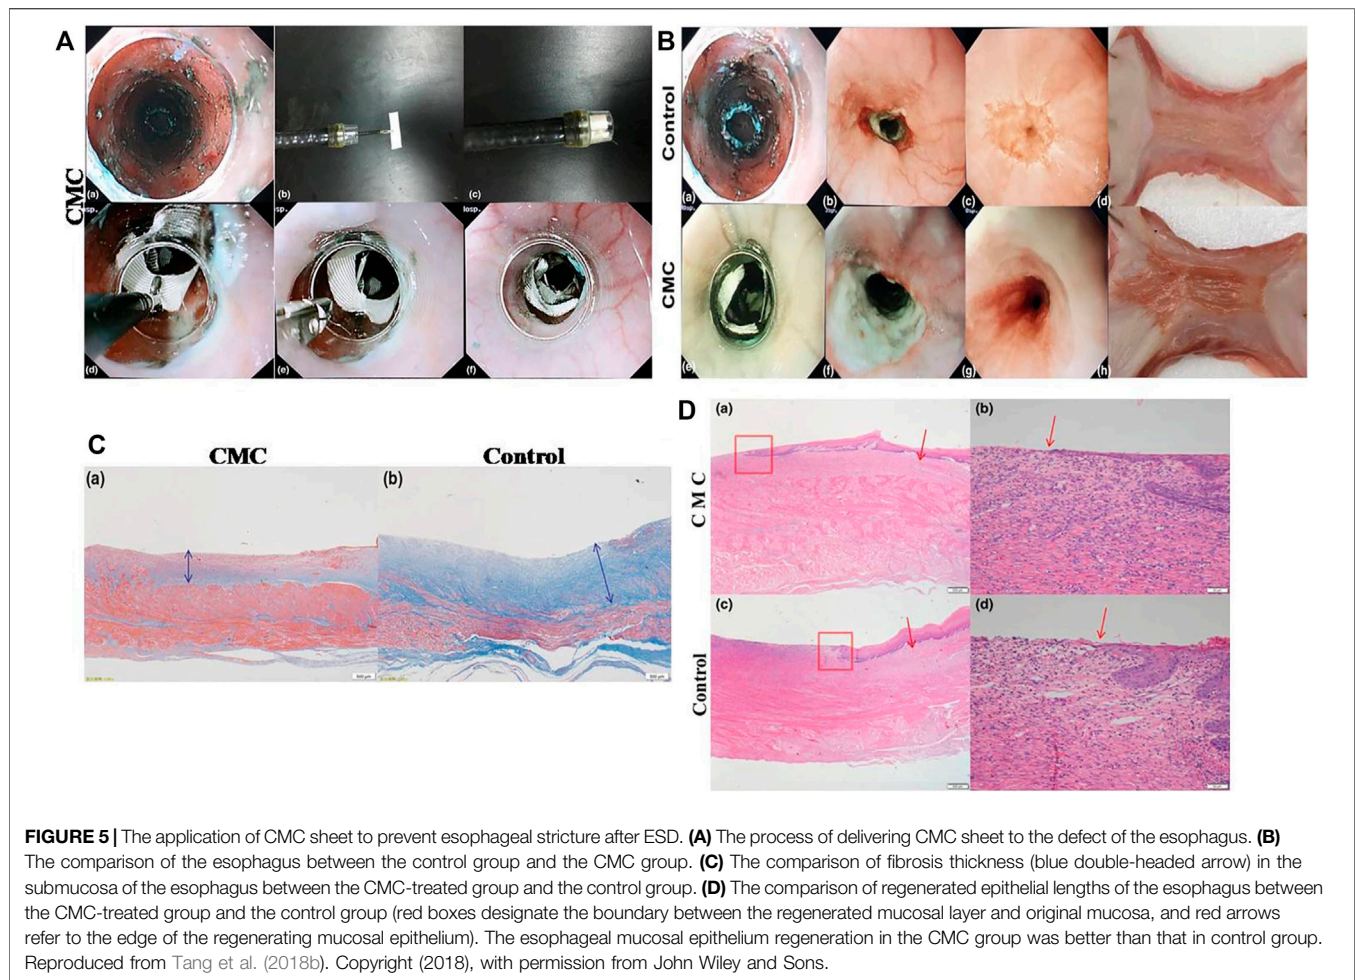 A
B
CMC
Control
CMC
(a)
(b)
(c)
(d)
(e)
(f)
(a)
(b)
(c)
(d)
(e)
(f)
(g)
(h)
C
CMC
Control
(a)
(b)
D
CMC
Control
(a)
(b)
(c)
(d)
FIGURE 5 | The application of CMC sheet to prevent esophageal stricture after ESD. (A) The process of delivering CMC sheet to the defect of the esophagus. (B)
The comparison of the esophagus between the control group and the CMC group. (C) The comparison of fibrosis thickness (blue double-headed arrow) in the
submucosa of the esophagus between the CMC-treated group and the control group. (D) The comparison of regenerated epithelial lengths of the esophagus between
the CMC-treated group and the control group (red boxes designate the boundary between the regenerated mucosal layer and original mucosa, and red arrows
refer to the edge of the regenerating mucosal epithelium). The esophageal mucosal epithelium regeneration in the CMC group was better than that in control group.
Reproduced from Tang et al. (2018b). Copyright (2018), with permission from John Wiley and Sons.